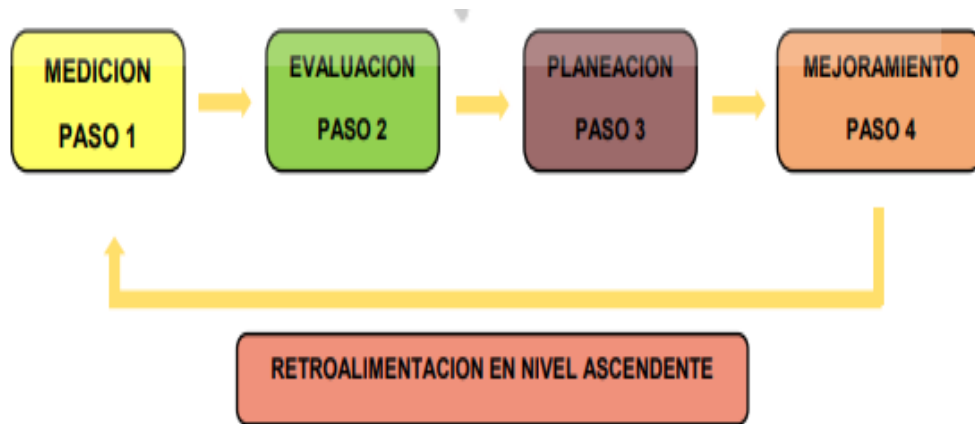 MEDICION
PASO 1
EVALUACION
PASO 2
PLANEACION
PASO 3
MEJORAMIENTO
PASO 4
RETROALIMENTACION EN NIVEL ASCENDENTE